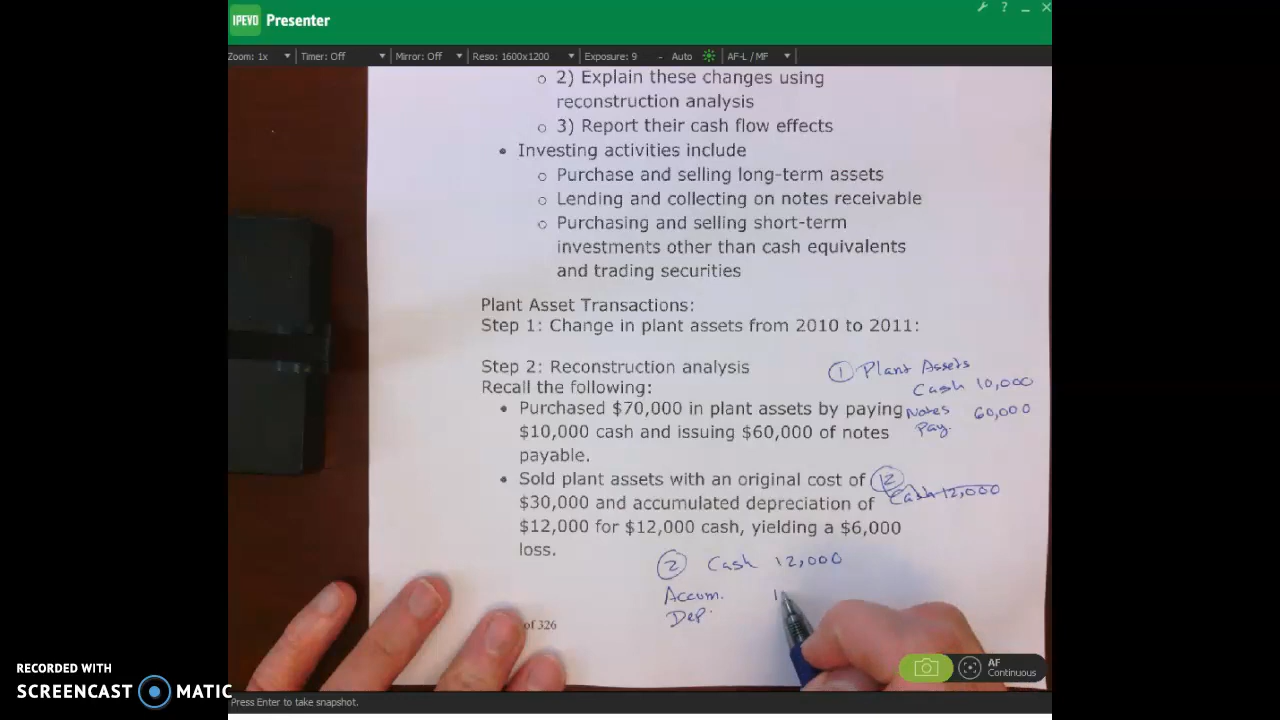 IPEVO Presenter
Zoom: 1x Timer: Off Mirror: Off Reso: 1600x1200 Exposure: 9 - Auto AF-L / MF
2) Explain these changes using
reconstruction analysis
3) Report their cash flow effects
Investing activities include
Purchase and selling long-term assets
Lending and collecting on notes receivable
Purchasing and selling short-term
investments other than cash equivalents
and trading securities
Plant Asset Transactions:
Step 1: Change in plant assets from 2010 to 2011:
Step 2: Reconstruction analysis
① Plant Assets
Recall the following:
Cash 10,000
Purchased $70,000 in plant assets by paying
Notes 60,000
$10,000 cash and issuing $60,000 of notes
Pay.
payable.
Sold plant assets with an original cost of
Cash 12,000
$30,000 and accumulated depreciation of
$12,000 for $12,000 cash, yielding a $6,000
loss.
② Cash 12,000
Accum. 1
Dep.
of 326
AF
Continuous
RECORDED WITH
SCREENCAST MATIC
Press Enter to take snapshot.